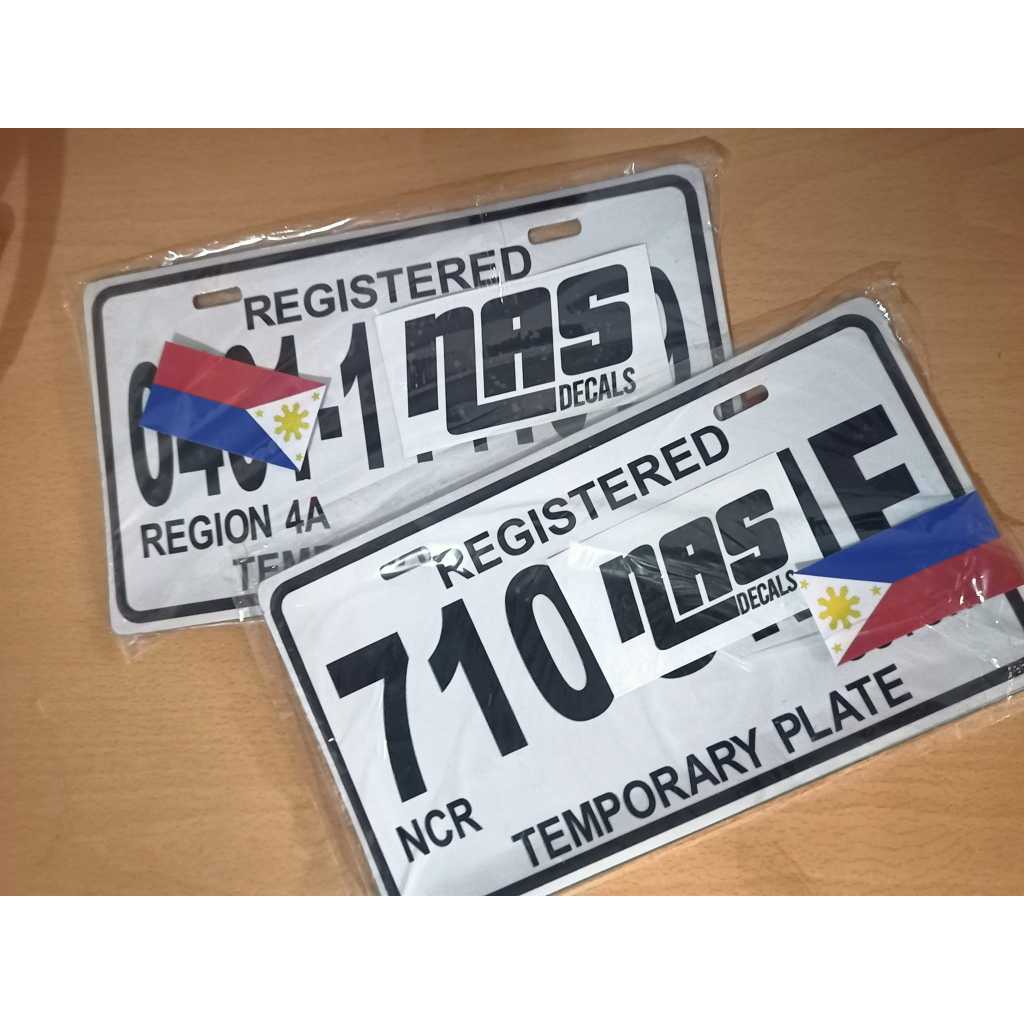 REGISTERED
NAS
DECALS
REGION 4A
REGISTERED
710
NAS
DECALS
NCR
TEMPORARY PLATE